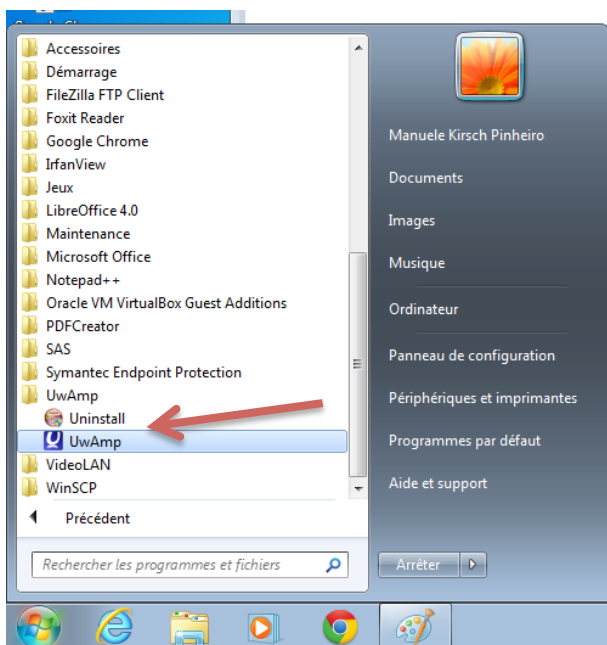 Accessoires
Démarrage
FileZilla FTP Client
Foxit Reader
Google Chrome
IrfanView
Jeux
LibreOffice 4.0
Maintenance
Microsoft Office
Notepad++
Oracle VM VirtualBox Guest Additions
PDFCreator
SAS
Symantec Endpoint Protection
UwAmp
Uninstall
UwAmp
VideoLAN
WinSCP
Précédent
Rechercher les programmes et fichiers
Manuele Kirsch Pinheiro
Documents
Images
Musique
Ordinateur
Panneau de configuration
Périphériques et imprimantes
Programmes par défaut
Aide et support
Arrêter